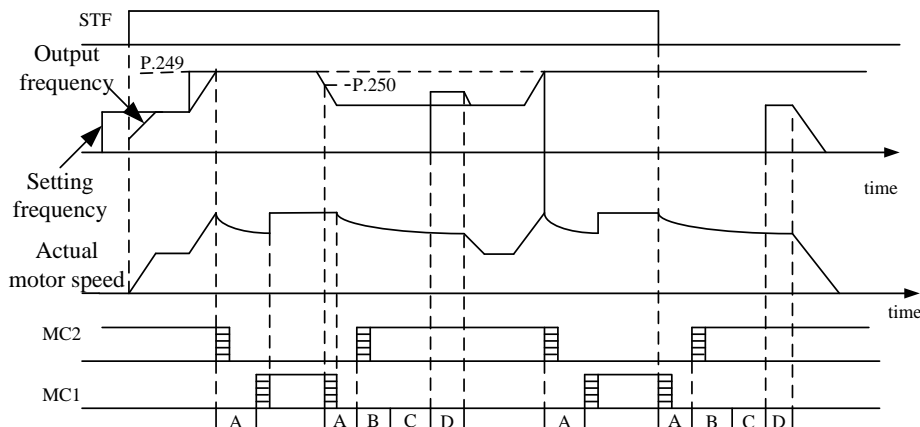 STF
Output
frequency
P.249
P.250
Setting
frequency
time
Actual
motor speed
time
MC2
MC1
A
A
B
C
D
A
A
B
C
D